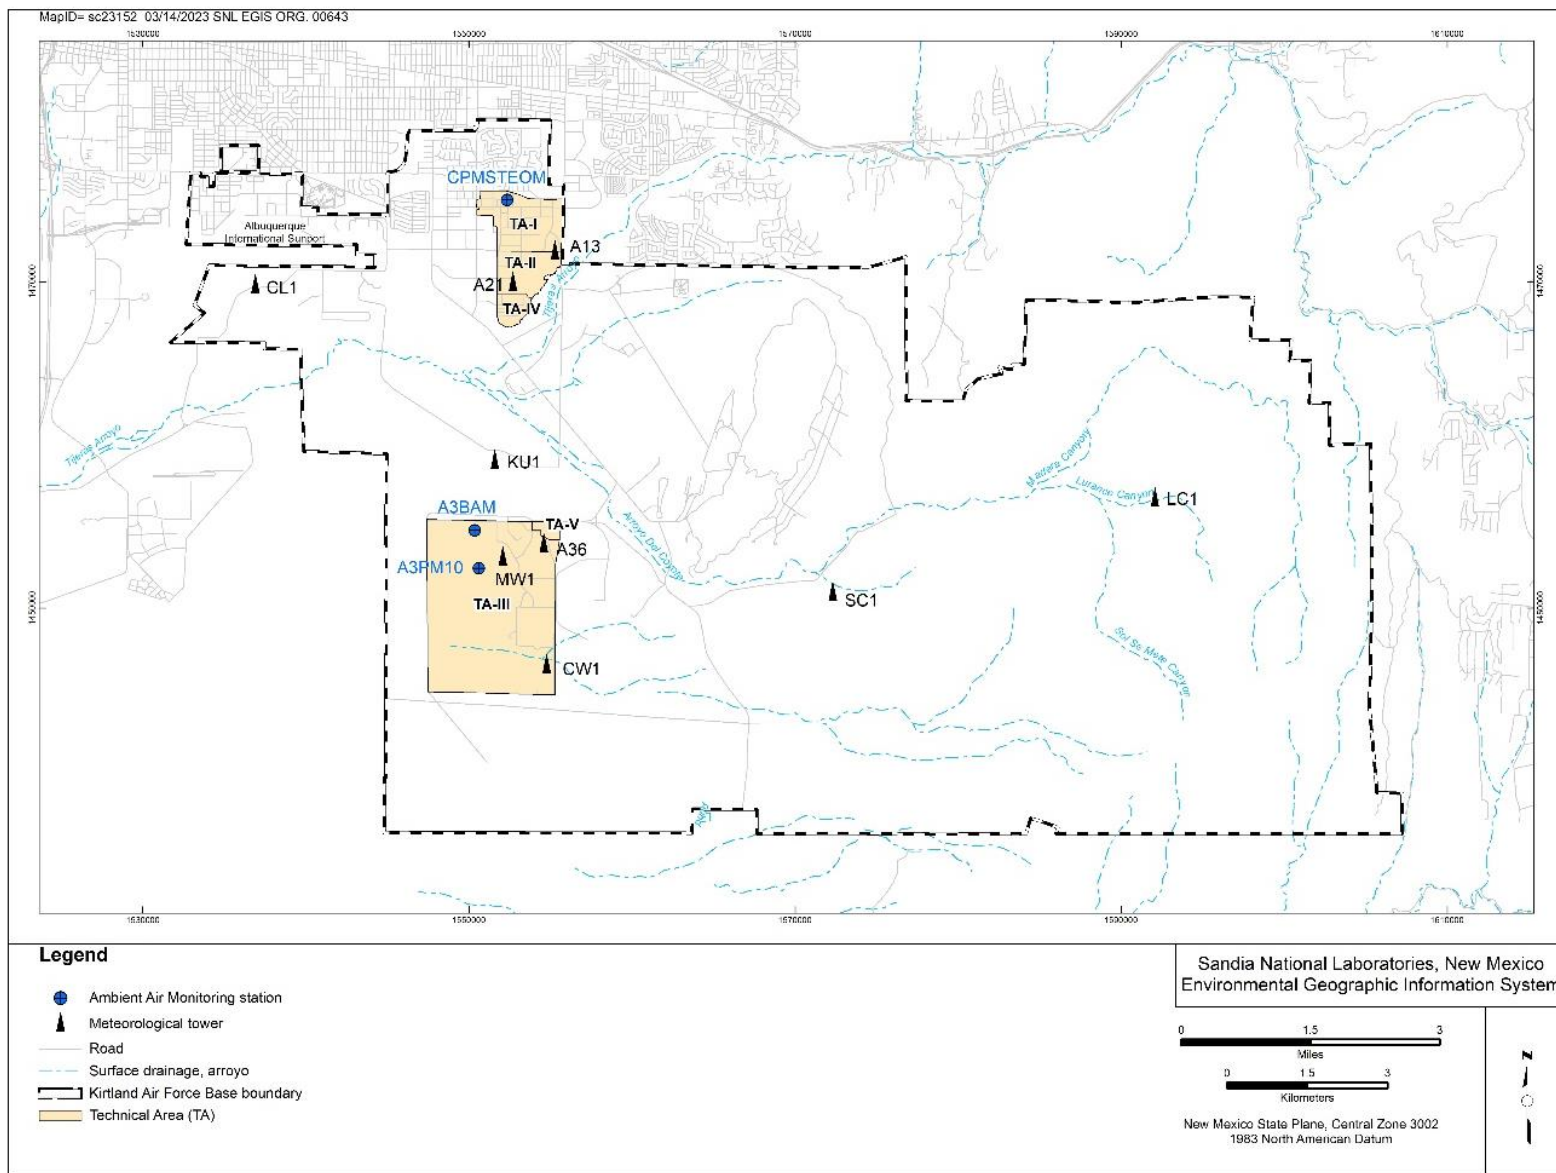 MapID= sc23152 03/14/2023 SNL EGIS ORG. 00643
1530000
1550000
1570000
1590000
1610000
CPMSTEOM
TA-I
Albuquerque
International Sunport
A13
TA-II
1470000
1470000
CL1
A21
TA-IV
Tijeras Arroyo
Tijeras Arroyo
KU1
Madera Canyon
Lurance Canyon
LC1
A3BAM
TA-V
Arroyo Del Coyote
A36
A3PM10
MW1
SC1
TA-III
1450000
1450000
Sol Se Mete Canyon
CW1
1530000
1550000
1570000
1590000
1610000
Legend
Ambient Air Monitoring station
Meteorological tower
Road
Surface drainage, arroyo
Kirtland Air Force Base boundary
Technical Area (TA)
Sandia National Laboratories, New Mexico
Environmental Geographic Information System
0 1.5 3
Miles
0 1.5 3
Kilometers
New Mexico State Plane, Central Zone 3002
1983 North American Datum